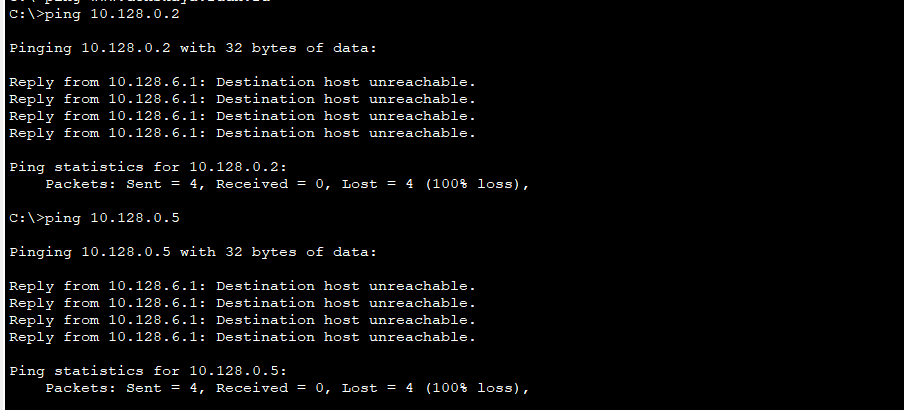 C:\>ping 10.128.0.2
Pinging 10.128.0.2 with 32 bytes of data:
Reply from 10.128.6.1: Destination host unreachable.
Reply from 10.128.6.1: Destination host unreachable.
Reply from 10.128.6.1: Destination host unreachable.
Reply from 10.128.6.1: Destination host unreachable.
Ping statistics for 10.128.0.2:
    Packets: Sent = 4, Received = 0, Lost = 4 (100% loss),
C:\>ping 10.128.0.5
Pinging 10.128.0.5 with 32 bytes of data:
Reply from 10.128.6.1: Destination host unreachable.
Reply from 10.128.6.1: Destination host unreachable.
Reply from 10.128.6.1: Destination host unreachable.
Reply from 10.128.6.1: Destination host unreachable.
Ping statistics for 10.128.0.5:
    Packets: Sent = 4, Received = 0, Lost = 4 (100% loss),